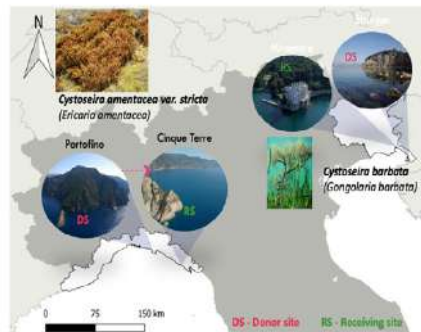 N
Cystoseira amentacea var. stricta
(Ericaria amentacea)
Portofino
Cinque Terre
DS
RS
RS
DS
Cystoseira barbata
(Gongolaria barbata)
0 75 150 km
DS - Donor site RS - Receiving site